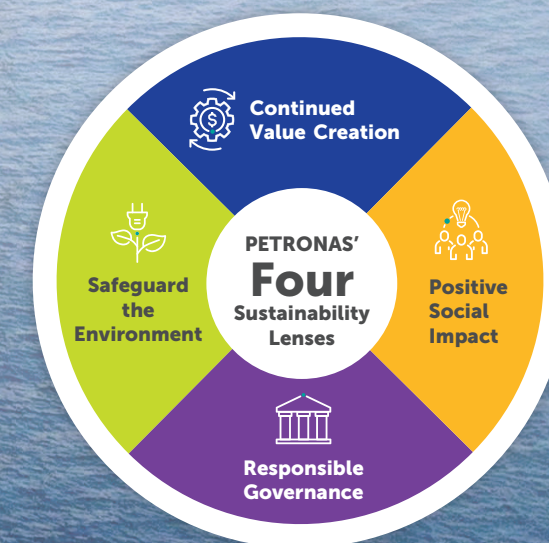 Continued
Value Creation
PETRONAS’
Four
Sustainability
Lenses
Safeguard
the
Environment
Positive
Social
Impact
Responsible
Governance
$